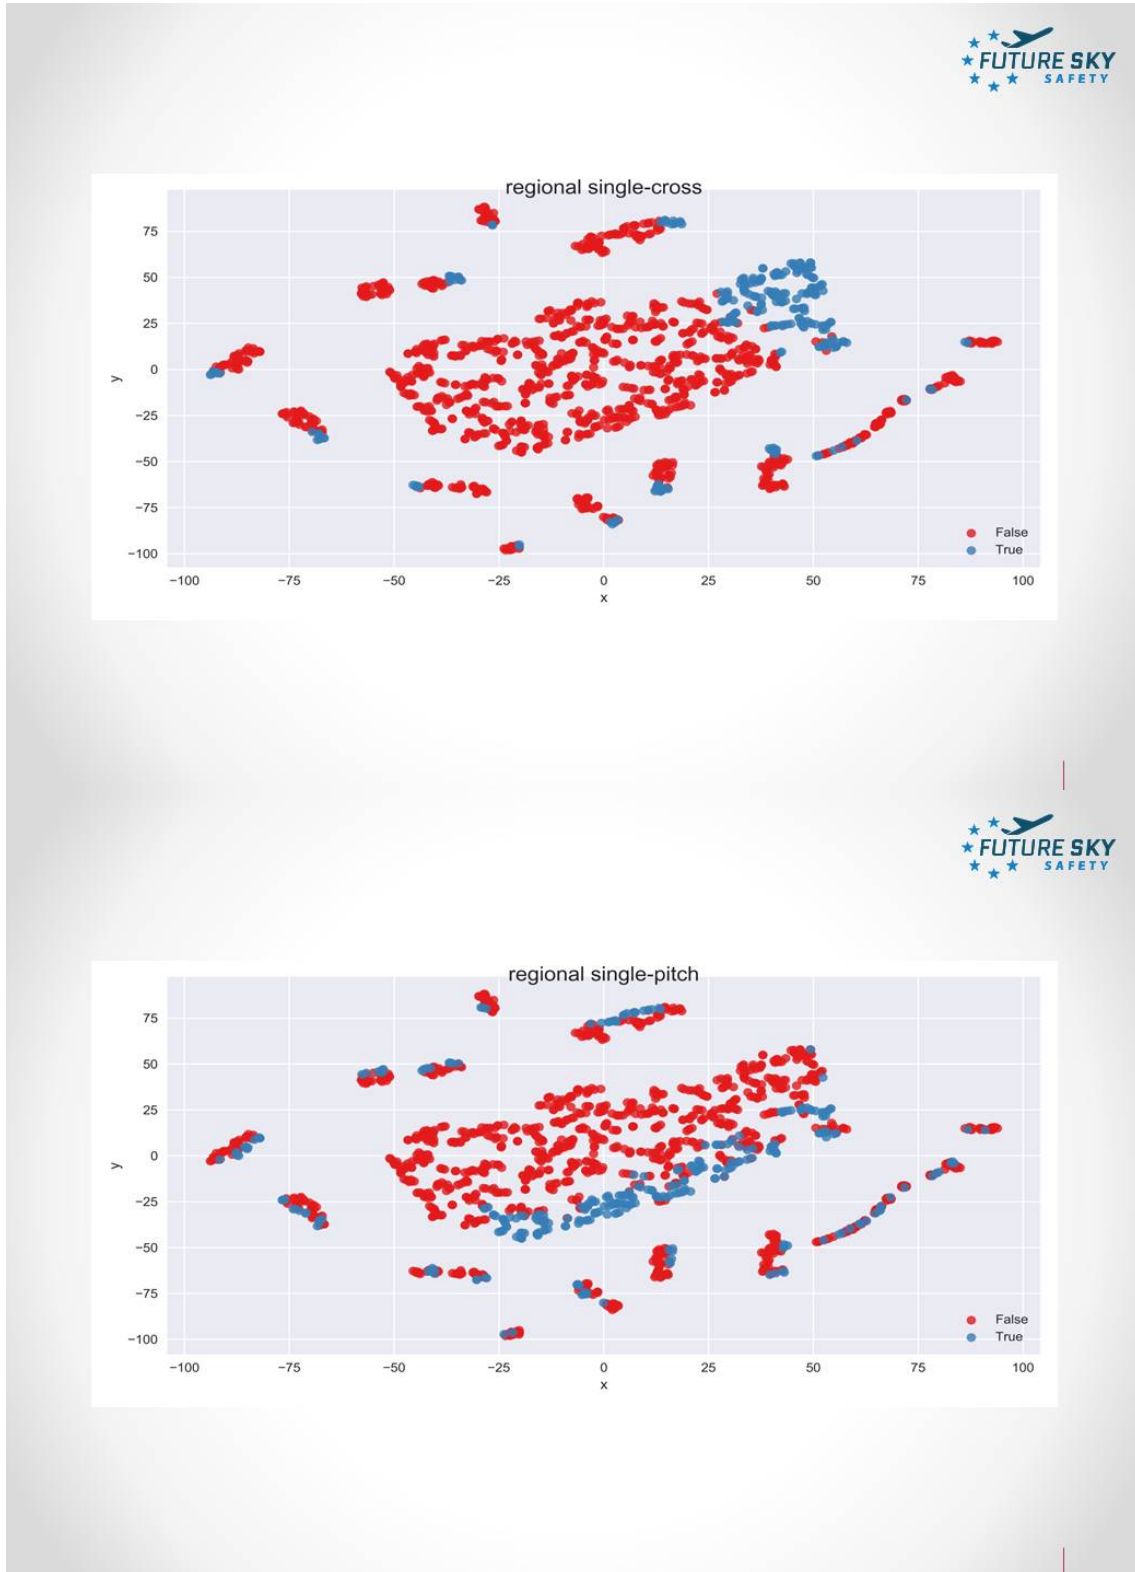 FUTURE SKY
SAFETY
regional single-cross
75
50
25
0
−25
−50
−75
−100
y
False
True
−100 −75 −50 −25 0 25 50 75 100
x
FUTURE SKY
SAFETY
regional single-pitch
75
50
25
0
−25
−50
−75
−100
y
False
True
−100 −75 −50 −25 0 25 50 75 100
x